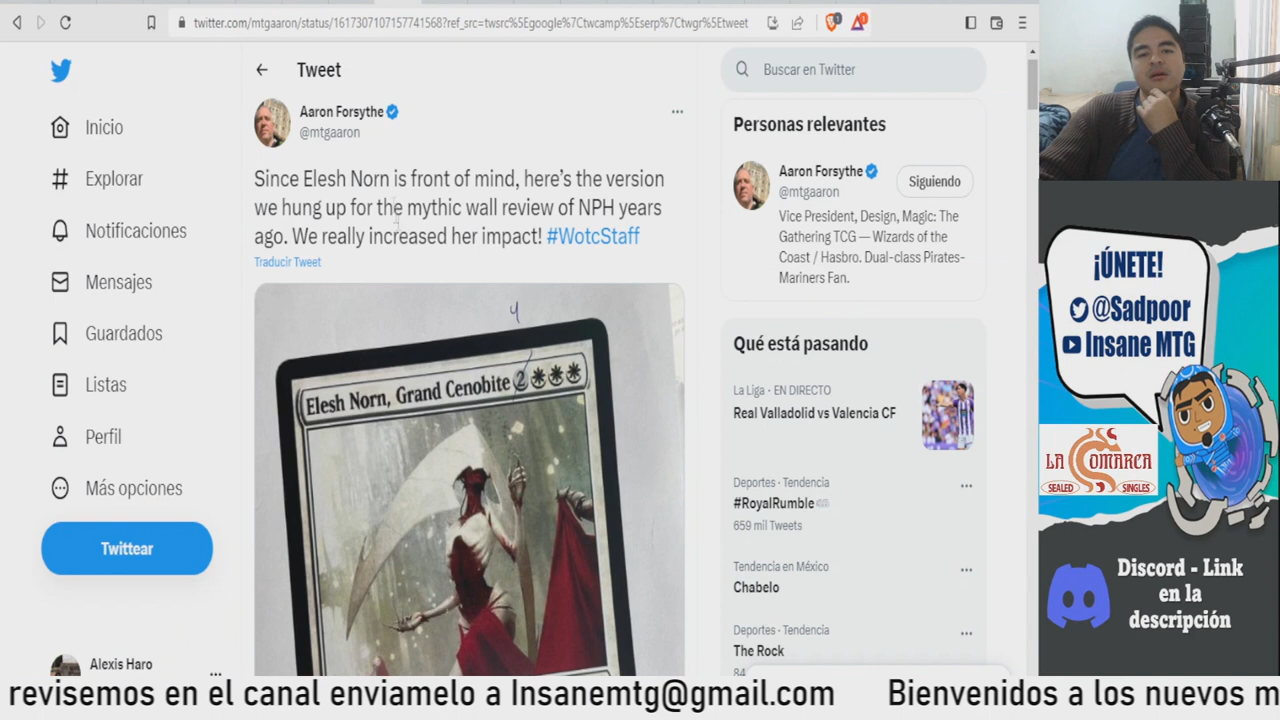 twitter.com/mtgaaron/status/1617307107157741568?ref_src=twsrc%5Egoogle%7Ctwcamp%5Eserp%7Ctwgr%5Etweet
1
1
Inicio
Explorar
Notificaciones
Mensajes
Guardados
Listas
Perfil
Más opciones
Twittear
Alexis Haro
Tweet
Aaron Forsythe
@mtgaaron
Since Elesh Norn is front of mind, here's the version
we hung up for the mythic wall review of NPH years
ago. We really increased her impact! #WotcStaff
Traducir Tweet
4
Elesh Norn, Grand Cenobite 2
Buscar en Twitter
Personas relevantes
Aaron Forsythe
@mtgaaron
Siguiendo
Vice President, Design, Magic: The
Gathering TCG — Wizards of the
Coast / Hasbro. Dual-class Pirates-
Mariners Fan.
Qué está pasando
La Liga · EN DIRECTO
Real Valladolid vs Valencia CF
Deportes · Tendencia
#RoyalRumble
659 mil Tweets
Tendencia en México
Chabelo
Deportes · Tendencia
The Rock
84
¡ÚNETE!
@Sadpoor
Insane MTG
LA COMARCA
SEALED SINGLES
Discord - Link
en la
descripción
revisemos en el canal enviamelo a Insanemtg@gmail.com Bienvenidos a los nuevos m